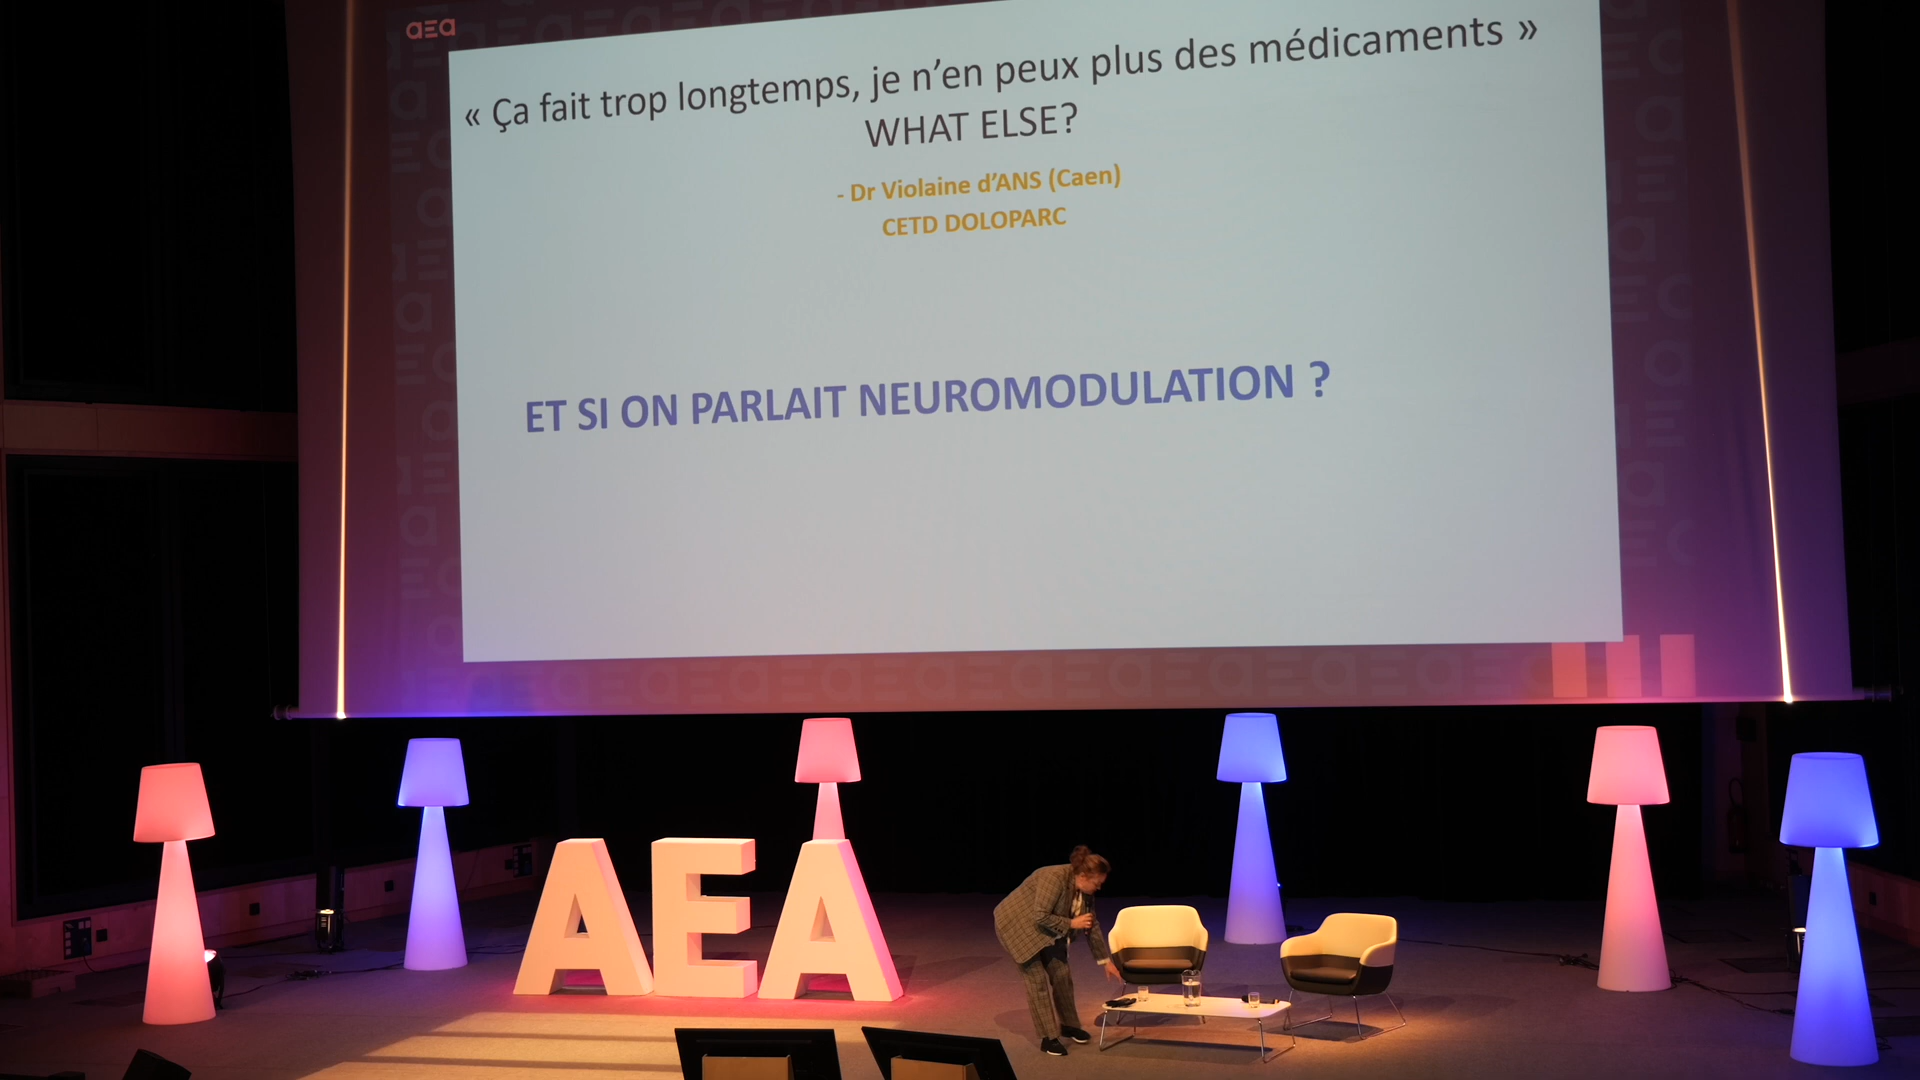 aea
« Ça fait trop longtemps, je n’en peux plus des médicaments »
WHAT ELSE?
- Dr Violaine d’ANS (Caen)
CETD DOLOPARC
ET SI ON PARLAIT NEUROMODULATION ?
AEA